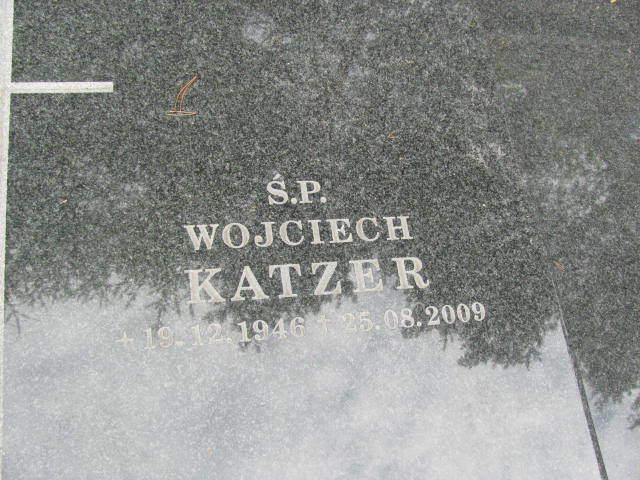 Ś.P.
WOJCIECH
KATZER
+ 19.12.1946 + 25.08.2009